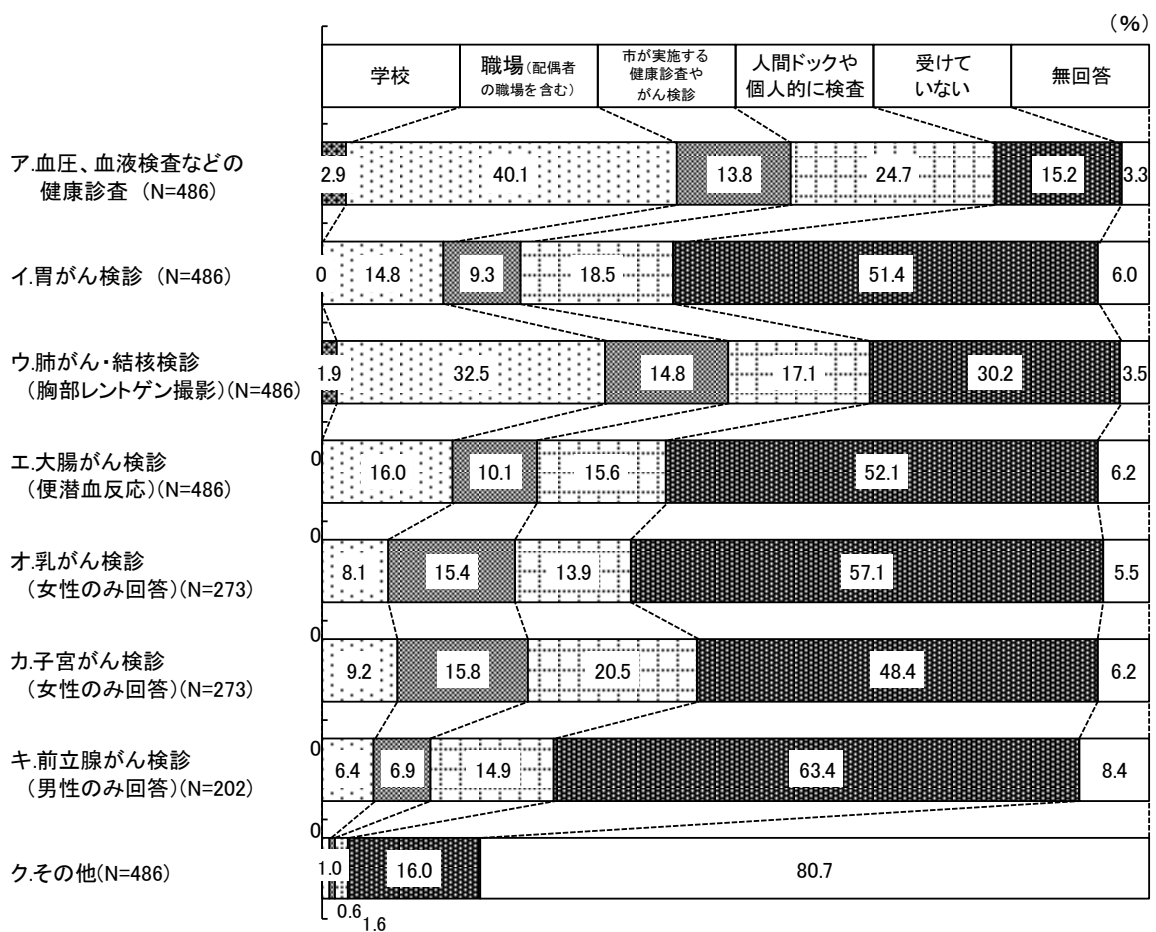 (%)
学校
職場(配偶者
の職場を含む)
市が実施する
健康診査や
がん検診
人間ドックや
個人的に検査
受けて
いない
無回答
ア.血圧、血液検査などの
健康診査 (N=486)
2.9 40.1 13.8 24.7 15.2 3.3
イ.胃がん検診 (N=486)
0 14.8 9.3 18.5 51.4 6.0
ウ.肺がん・結核検診
(胸部レントゲン撮影)(N=486)
1.9 32.5 14.8 17.1 30.2 3.5
エ.大腸がん検診
(便潜血反応)(N=486)
0 16.0 10.1 15.6 52.1 6.2
オ.乳がん検診
(女性のみ回答)(N=273)
0 8.1 15.4 13.9 57.1 5.5
カ.子宮がん検診
(女性のみ回答)(N=273)
0 9.2 15.8 20.5 48.4 6.2
キ.前立腺がん検診
(男性のみ回答)(N=202)
0 6.4 6.9 14.9 63.4 8.4
ク.その他(N=486)
0 1.0 16.0 80.7
0.6
1.6